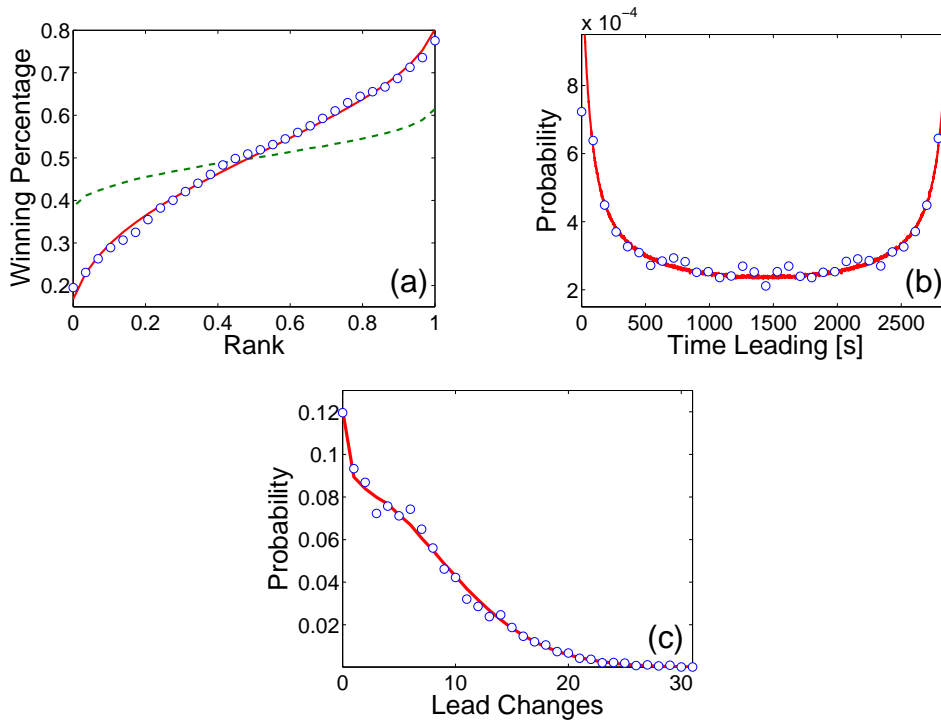 0.8
0.7
0.6
0.5
0.4
0.3
0.2
Winning Percentage
0 0.2 0.4 0.6 0.8 1
Rank
(a)
x 10⁻⁴
8
6
4
2
Probability
0 500 1000 1500 2000 2500
Time Leading [s]
(b)
0.12
0.1
0.08
0.06
0.04
0.02
Probability
0 10 20 30
Lead Changes
(c)